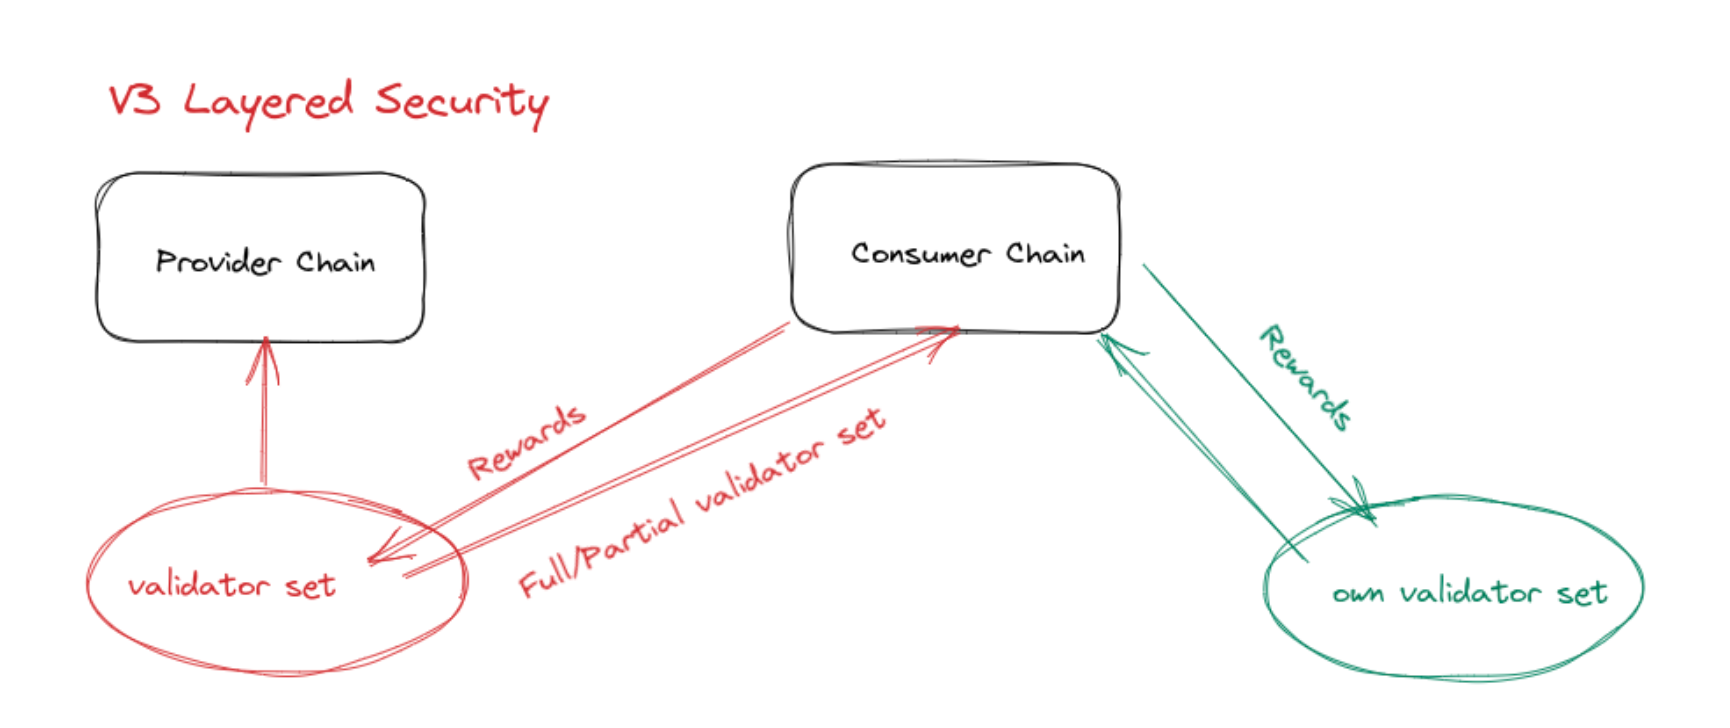 V3 Layered Security
Provider Chain
Consumer Chain
Rewards
Rewards
Full/Partial validator set
validator set
own validator set